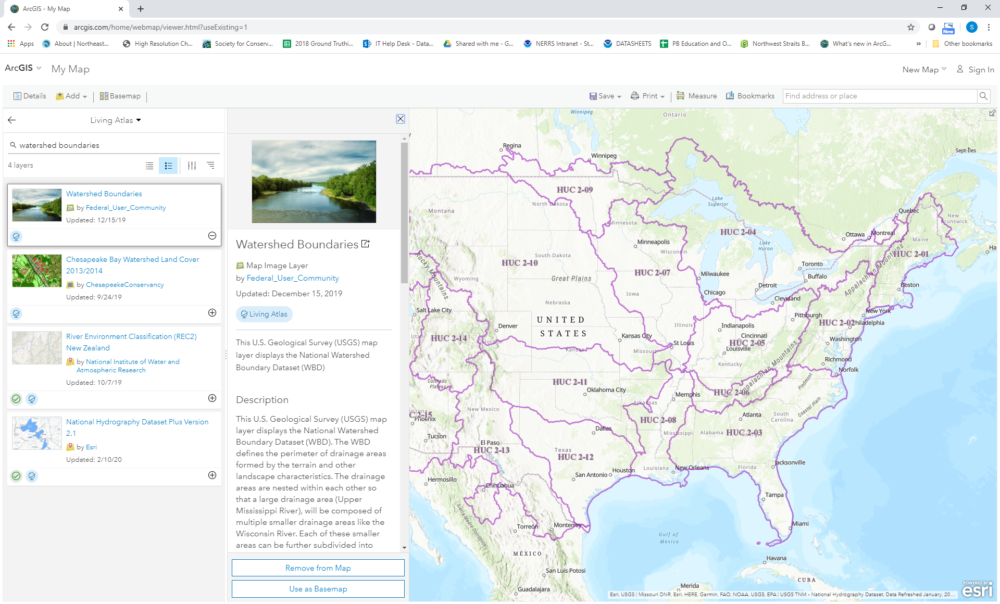 ArcGIS - My Map
arcgis.com/home/webmap/viewer.html?useExisting=1
New
S
Apps
About | Northeast...
High Resolution Ch...
Society for Conserv...
2018 Ground Truthi...
IT Help Desk - Data...
Shared with me - G...
NERRS Intranet - St...
DATASHEETS
PB Education and O...
Northwest Straits B...
What's new in ArcG...
»
Other bookmarks
ArcGIS
My Map
New Map
Sign In
Details
Add
Basemap
Save
Print
Measure
Bookmarks
Find address or place
Living Atlas
watershed boundaries
4 layers
Watershed Boundaries
by Federal_User_Community
Updated: 12/15/19
Chesapeake Bay Watershed Land Cover
2013/2014
by ChesapeakeConservancy
Updated: 9/24/19
River Environment Classification (REC2)
New Zealand
by National Institute of Water and
Atmospheric Research
Updated: 10/7/19
National Hydrography Dataset Plus Version
2.1
by Esri
Updated: 2/10/20
Watershed Boundaries
Map Image Layer
by Federal_User_Community
Updated: December 15, 2019
Living Atlas
This U.S. Geological Survey (USGS) map
layer displays the National Watershed
Boundary Dataset (WBD)
Description
This U.S. Geological Survey (USGS) map
layer displays the National Watershed
Boundary Dataset (WBD). The WBD
defines the perimeter of drainage areas
formed by the terrain and other
landscape characteristics. The drainage
areas are nested within each other so
that a large drainage area (Upper
Mississippi River), will be composed of
multiple smaller drainage areas like the
Wisconsin River. Each of these smaller
areas can be further subdivided into
Remove from Map
Use as Basemap
Winnipeg
Ontario
Regina
Winnipeg
Sept-Îles
HUC 2-09
North Dakota
Lake
Superior
Montana
Quebec
New
Brunswick
Minnesota
HUC 2-04
Ottawa
Montreal
Maine
Minneapolis
Lake
Huron
Ha
Wisconsin
HUC 2-01
South Dakota
Rocky Mountains
HUC 2-10
Toronto
HUC 2-07
Milwaukee
Buffalo
Wyoming
Great Plains
Appalachian Mountains
Detroit
Boston
Iowa
Chicago
Cleveland
Nebraska
Salt Lake City
New York
Pittsburgh
UNITED
STATES
HUC 2-02
Philadelphia
Denver
Illinois
Indianapolis
Kansas City
Cincinnati
Utah
HUC 2-14
Colorado
St Louis
HUC 2-05
Washington
Kansas
Missouri
Louisville
Richmond
Kentucky
Norfolk
Appalachian Mountains
Colorado
Plateau
HUC 2-11
Oklahoma City
Piedmont
Memphis
HUC 2-06
Arkansas
New Mexico
Coastal Plain
C 2-15
Phoenix
HUC 2-08
Atlanta
South
Carolina
Dallas
Mississippi
Alabama
HUC 2-03
Tucson
El Paso
HUC 2-13
Texas
HUC 2-12
Rio Grande
Jacksonville
Louisiana
New Orleans
Florida
Houston
San Antonio
Hermosillo
Chihuahua
Tampa
Sierra Madre Occidental
Miami
Torreón
Monterrey
Gulf of
Mexico
MÉXICO
Havana
San Luis Potosi
CUBA
Merida
Guadalajara
Esri, USGS | Missouri DNR, Esri, HERE, Garmin, FAO, NOAA, USGS, EPA | USGS TNM – National Hydrography Dataset. Data Refreshed January, 20...
POWERED BY
esri